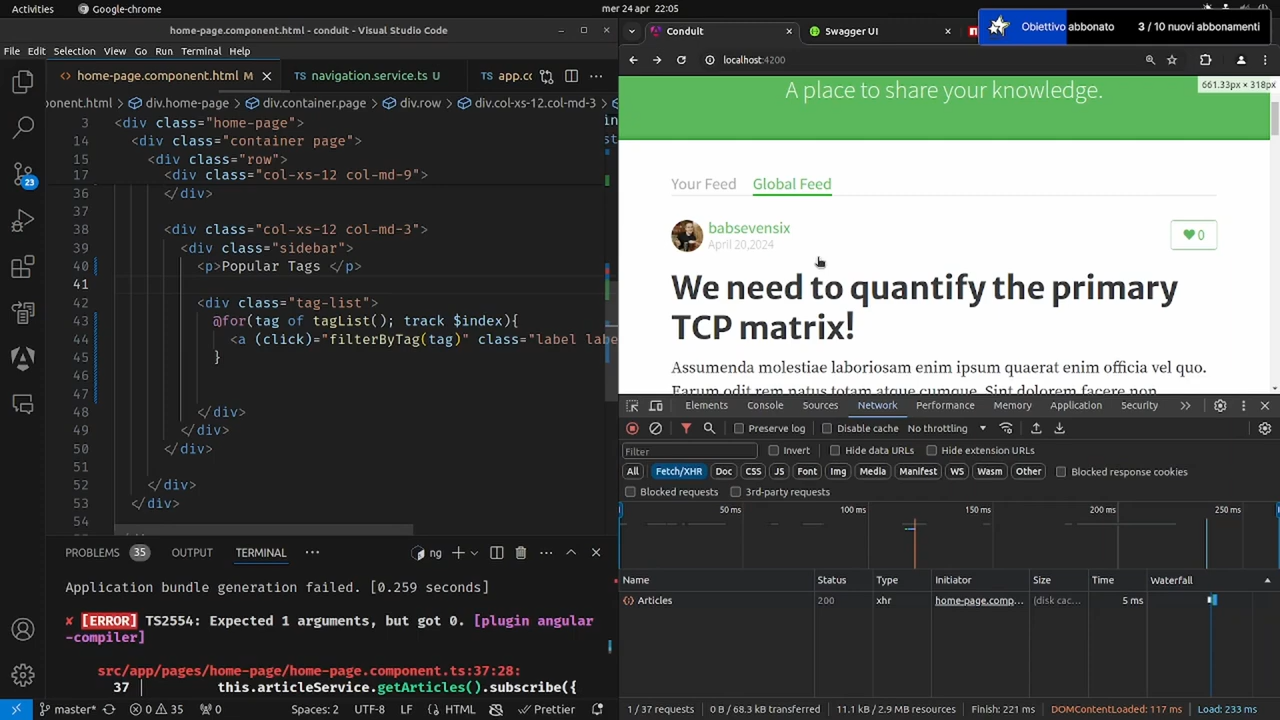 Activities
Google-chrome
mer 24 apr 22:05
Obiettivo abbonato
3 / 10 nuovi abbonamenti
home-page.component.html - conduit - Visual Studio Code
File Edit Selection View Go Run Terminal Help
home-page.component.html M
navigation.service.ts U
app.cc
ponent.html > div.home-page > div.container.page > div.row > div.col-xs-12.col-md-3
3 <div class="home-page">
14 <div class="container page">
15 <div class="row">
17 <div class="col-xs-12 col-md-9">
36 </div>
37
38 <div class="col-xs-12 col-md-3">
39 <div class="sidebar">
40 <p>Popular Tags </p>
41
42 <div class="tag-list">
43 @for(tag of tagList(); track $index){
44 <a (click)="filterByTag(tag)" class="label labe
45 }
46
47
48 </div>
49 </div>
50 </div>
51
52 </div>
53 </div>
54
23
PROBLEMS 35 OUTPUT TERMINAL ···
ng
Application bundle generation failed. [0.259 seconds]
✘ [ERROR] TS2554: Expected 1 arguments, but got 0. [plugin angular
-compiler]
src/app/pages/home-page/home-page.component.ts:37:28:
37 │ this.articleService.getArticles().subscribe({
master* 0 35 0 Spaces: 2 UTF-8 LF HTML Prettier
Conduit
Swagger UI
localhost:4200
661.33px × 318px
A place to share your knowledge.
Your Feed Global Feed
babsevensix
April 20,2024
0
We need to quantify the primary
TCP matrix!
Assumenda molestiae laboriosam enim ipsum quaerat enim officia vel quo.
Earum odit rem natus totam atque cumque. Sint dolorem facere non
Elements Console Sources Network Performance Memory Application Security
Preserve log Disable cache No throttling
Filter Invert Hide data URLs Hide extension URLs
All Fetch/XHR Doc CSS JS Font Img Media Manifest WS Wasm Other Blocked response cookies
Blocked requests 3rd-party requests
50 ms 100 ms 150 ms 200 ms 250 ms
Name Status Type Initiator Size Time Waterfall
Articles 200 xhr home-page.comp... (disk cac... 5 ms
1 / 37 requests 0 B / 68.3 kB transferred 11.1 kB / 2.9 MB resources Finish: 221 ms DOMContentLoaded: 117 ms Load: 233 ms